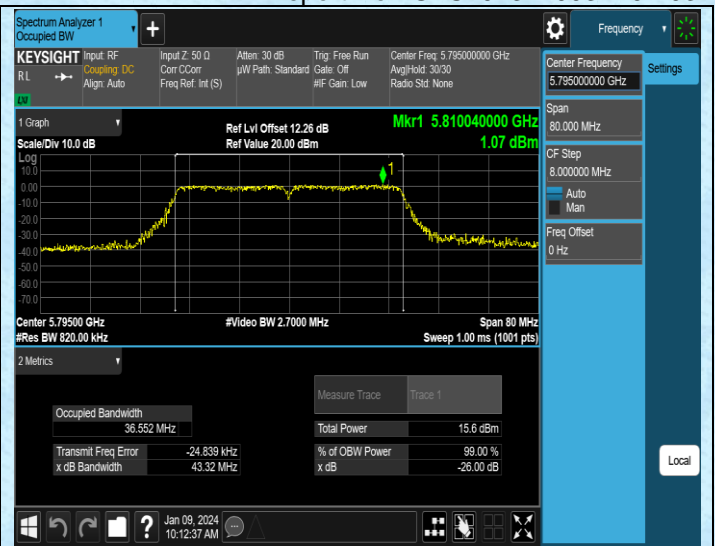 Spectrum Analyzer 1
Occupied BW
+
Frequency
KEYSIGHT
RL
LXI
Input: RF
Coupling: DC
Align: Auto
Input Z: 50 Ω
Corr CCorr
Freq Ref: Int (S)
Atten: 30 dB
µW Path: Standard
Trig: Free Run
Gate: Off
#IF Gain: Low
Center Freq: 5.795000000 GHz
Avg|Hold: 30/30
Radio Std: None
Center Frequency
5.795000000 GHz
Settings
Span
80.000 MHz
CF Step
8.000000 MHz
Auto
Man
Freq Offset
0 Hz
1 Graph
Scale/Div 10.0 dB
Ref Lvl Offset 12.26 dB
Ref Value 20.00 dBm
Mkr1 5.810040000 GHz
1.07 dBm
Log
10.0
0.00
-10.0
-20.0
-30.0
-40.0
-50.0
-60.0
-70.0
1
Center 5.79500 GHz
#Res BW 820.00 kHz
#Video BW 2.7000 MHz
Span 80 MHz
Sweep 1.00 ms (1001 pts)
2 Metrics
Measure Trace
Trace 1
Occupied Bandwidth
36.552 MHz
Total Power 15.6 dBm
Transmit Freq Error -24.839 kHz
% of OBW Power 99.00 %
x dB Bandwidth 43.32 MHz
x dB -26.00 dB
Local
?
Jan 09, 2024
10:12:37 AM